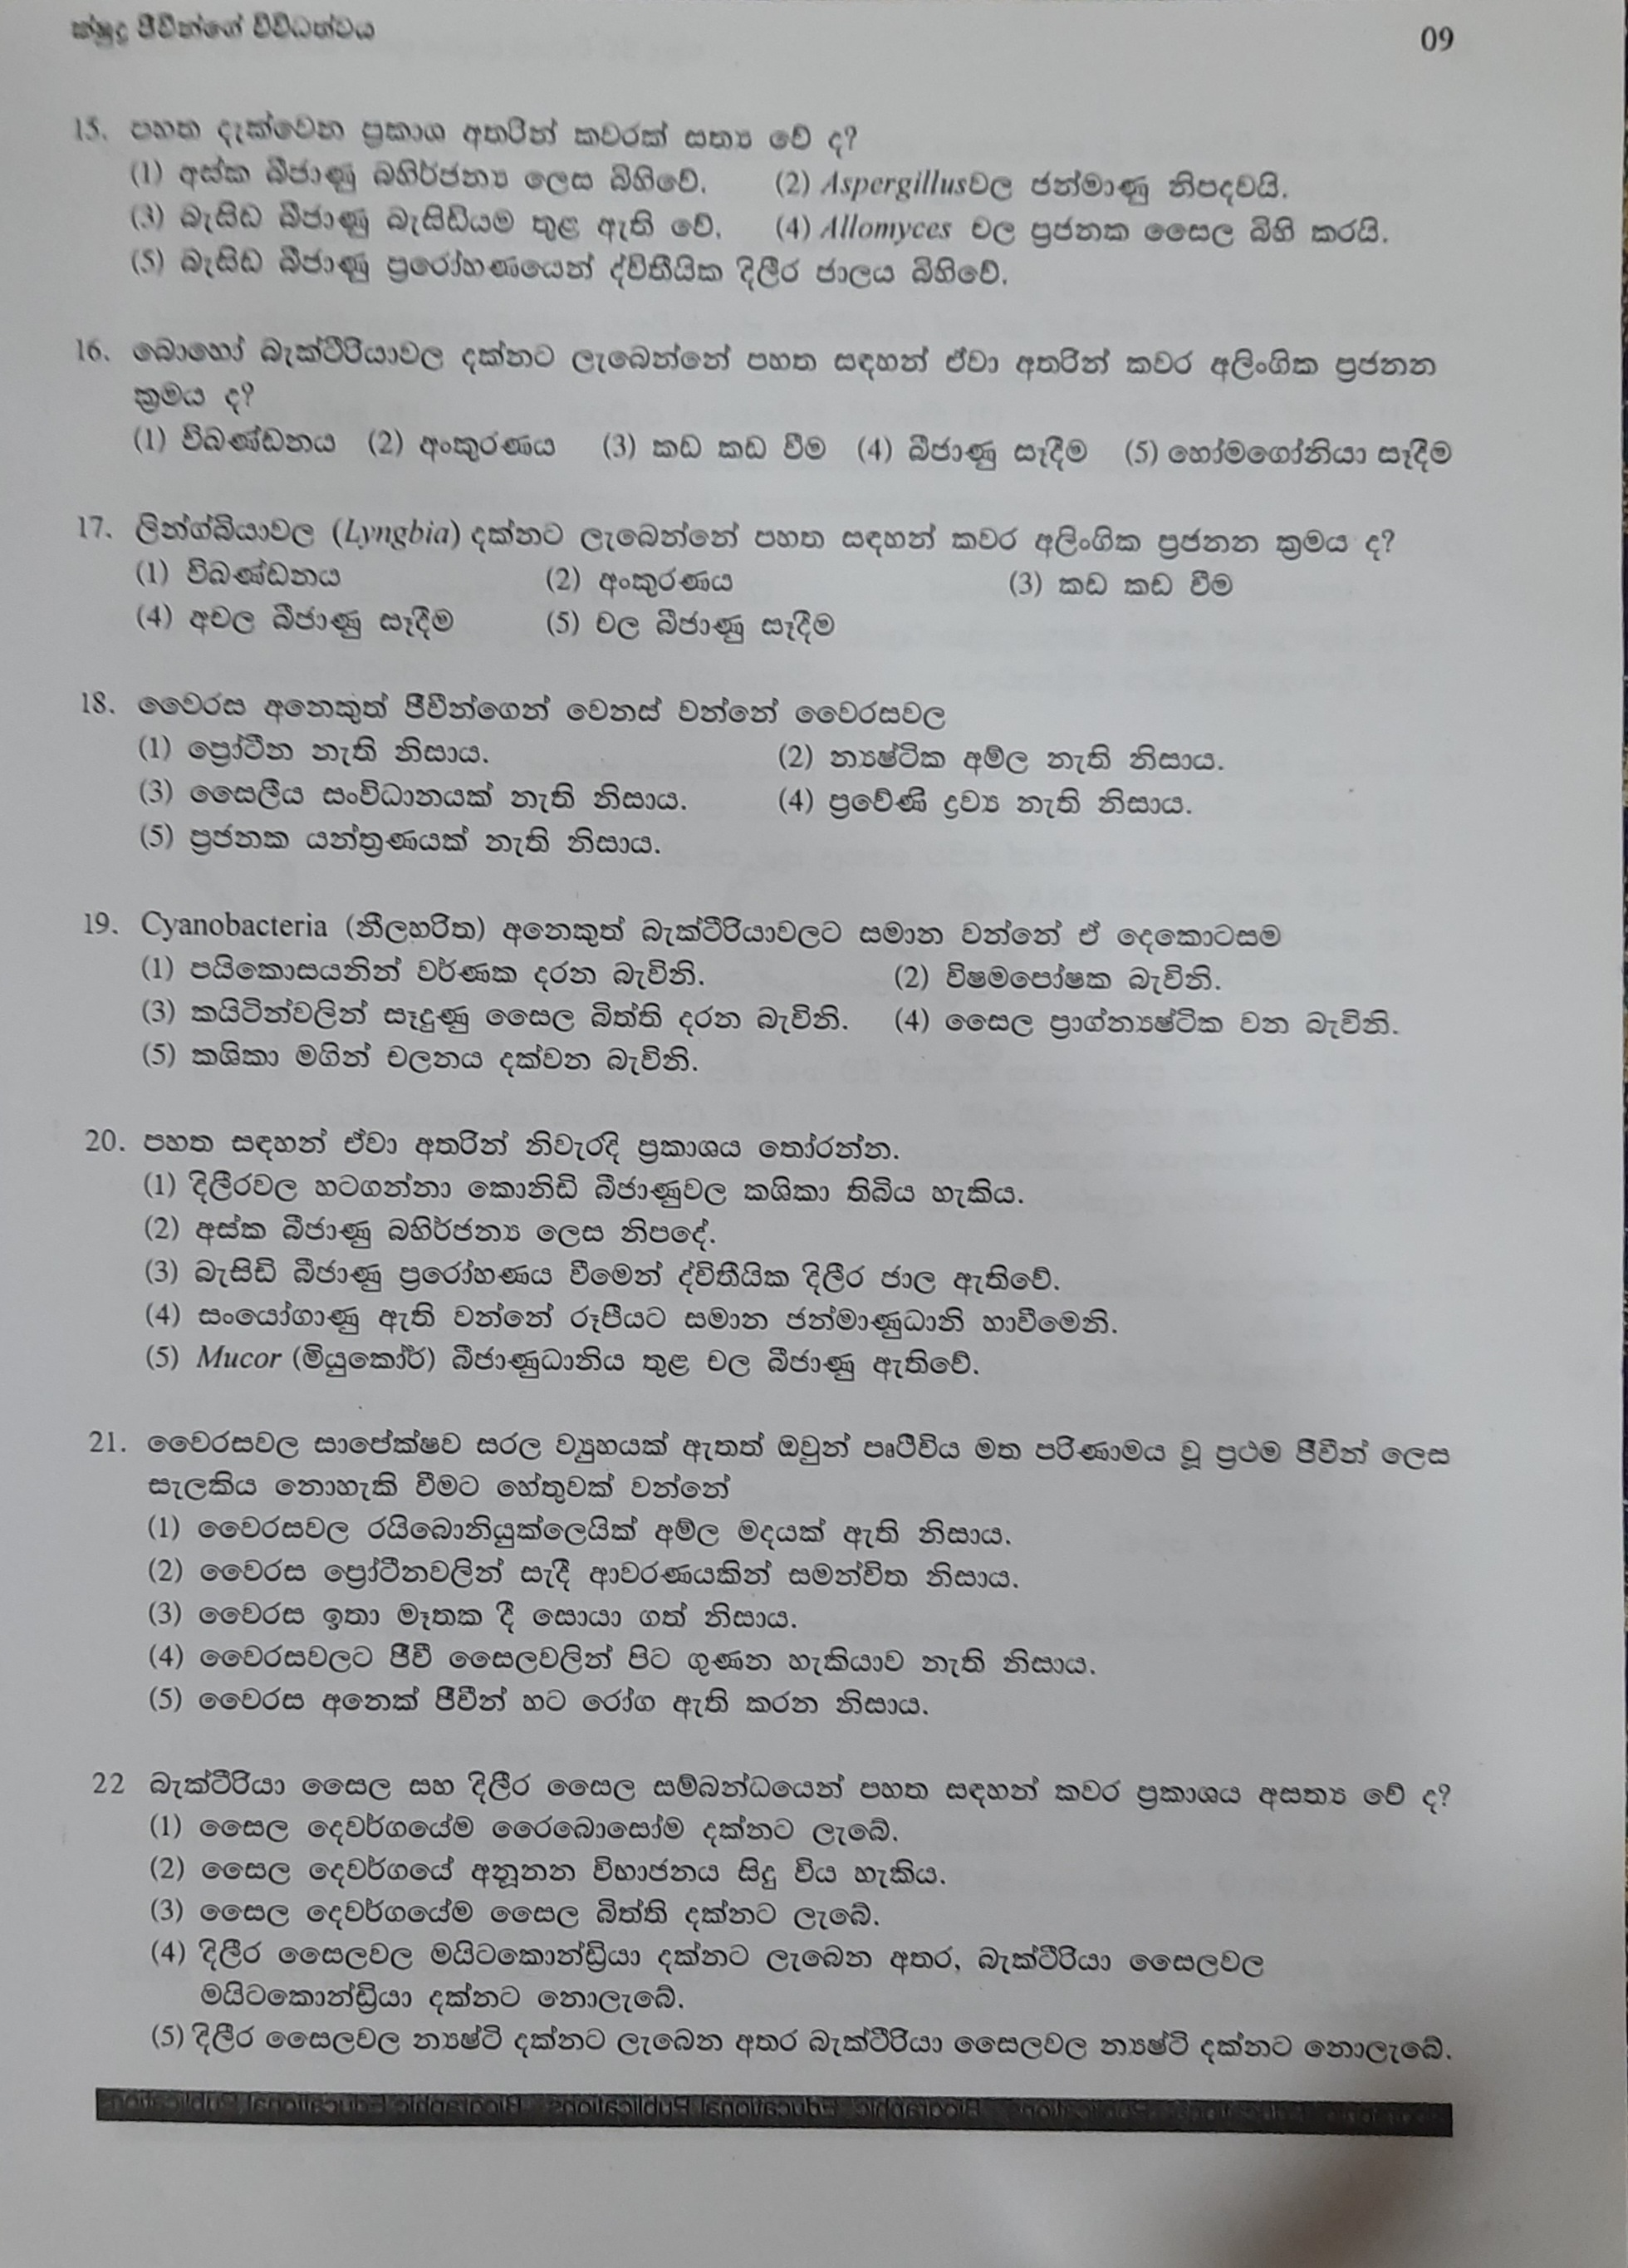 ක්ෂුද්‍ර ජීවීන්ගේ විවිධත්වය 09
15. පහත දැක්වෙන ප්‍රකාශ අතරින් කවරක් සත්‍ය වේ ද?
(1) අස්ක බීජාණු බහිර්ජන්‍ය ලෙස බිහිවේ. (2) Aspergillusවල ජන්මාණු නිපදවයි.
(3) බැසිඩ බීජාණු බැසිඩියම තුළ ඇති වේ. (4) Allomyces චල ප්‍රජනක සෛල බිහි කරයි.
(5) බැසිඩ බීජාණු ප්‍රරෝහණයෙන් ද්විතීයික දිලීර ජාලය බිහිවේ.
16. බොහෝ බැක්ටීරියාවල දක්නට ලැබෙන්නේ පහත සඳහන් ඒවා අතරින් කවර අලිංගික ප්‍රජනන
ක්‍රමය ද?
(1) විඛණ්ඩනය (2) අංකුරණය (3) කඩ කඩ වීම (4) බීජාණු සෑදීම (5) හෝමගෝනියා සෑදීම
17. ලින්ග්බියාවල (Lyngbia) දක්නට ලැබෙන්නේ පහත සඳහන් කවර අලිංගික ප්‍රජනන ක්‍රමය ද?
(1) විඛණ්ඩනය (2) අංකුරණය (3) කඩ කඩ වීම
(4) අචල බීජාණු සෑදීම (5) චල බීජාණු සෑදීම
18. වෛරස අනෙකුත් ජීවීන්ගෙන් වෙනස් වන්නේ වෛරසවල
(1) ප්‍රෝටීන නැති නිසාය. (2) න්‍යෂ්ටික අම්ල නැති නිසාය.
(3) සෛලීය සංවිධානයක් නැති නිසාය. (4) ප්‍රවේණි ද්‍රව්‍ය නැති නිසාය.
(5) ප්‍රජනක යන්ත්‍රණයක් නැති නිසාය.
19. Cyanobacteria (නීලහරිත) අනෙකුත් බැක්ටීරියාවලට සමාන වන්නේ ඒ දෙකොටසම
(1) පයිකොසයනින් වර්ණක දරන බැවිනි. (2) විෂමපෝෂක බැවිනි.
(3) කයිටින්වලින් සෑදුණු සෛල බිත්ති දරන බැවිනි. (4) සෛල ප්‍රාග්න්‍යෂ්ටික වන බැවිනි.
(5) කශිකා මගින් චලනය දක්වන බැවිනි.
20. පහත සඳහන් ඒවා අතරින් නිවැරදි ප්‍රකාශය තෝරන්න.
(1) දිලීරවල හටගන්නා කොනිඩි බීජාණුවල කශිකා තිබිය හැකිය.
(2) අස්ක බීජාණු බහිර්ජන්‍ය ලෙස නිපදේ.
(3) බැසිඩි බීජාණු ප්‍රරෝහණය වීමෙන් ද්විතීයික දිලීර ජාල ඇතිවේ.
(4) සංයෝගාණු ඇති වන්නේ රූපීයට සමාන ජන්මාණුධානි හාවීමෙනි.
(5) Mucor (මියුකෝර්) බීජාණුධානිය තුළ චල බීජාණු ඇතිවේ.
21. වෛරසවල සාපේක්ෂව සරල ව්‍යුහයක් ඇතත් ඔවුන් පෘථිවිය මත පරිණාමය වූ ප්‍රථම ජීවීන් ලෙස
සැලකිය නොහැකි වීමට හේතුවක් වන්නේ
(1) වෛරසවල රයිබොනියුක්ලෙයික් අම්ල මදයක් ඇති නිසාය.
(2) වෛරස ප්‍රෝටීනවලින් සැදී ආවරණයකින් සමන්විත නිසාය.
(3) වෛරස ඉතා මෑතක දී සොයා ගත් නිසාය.
(4) වෛරසවලට ජීවී සෛලවලින් පිට ගුණන හැකියාව නැති නිසාය.
(5) වෛරස අනෙක් ජීවීන් හට රෝග ඇති කරන නිසාය.
22 බැක්ටීරියා සෛල සහ දිලීර සෛල සම්බන්ධයෙන් පහත සඳහන් කවර ප්‍රකාශය අසත්‍ය වේ ද?
(1) සෛල දෙවර්ගයේම රෛබොසෝම දක්නට ලැබේ.
(2) සෛල දෙවර්ගයේ අනූනන විභාජනය සිදු විය හැකිය.
(3) සෛල දෙවර්ගයේම සෛල බිත්ති දක්නට ලැබේ.
(4) දිලීර සෛලවල මයිටකොන්ඩ්‍රියා දක්නට ලැබෙන අතර, බැක්ටීරියා සෛලවල
මයිටකොන්ඩ්‍රියා දක්නට නොලැබේ.
(5) දිලීර සෛලවල න්‍යෂ්ටි දක්නට ලැබෙන අතර බැක්ටීරියා සෛලවල න්‍යෂ්ටි දක්නට නොලැබේ.